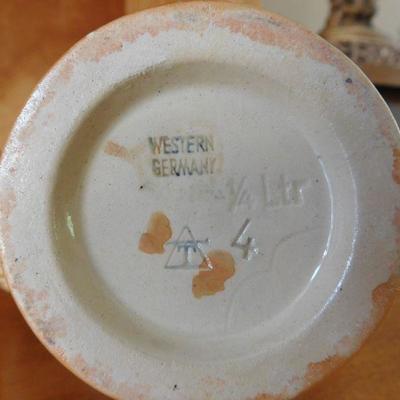 WESTERN
GERMANY
1/4 Ltr
4.